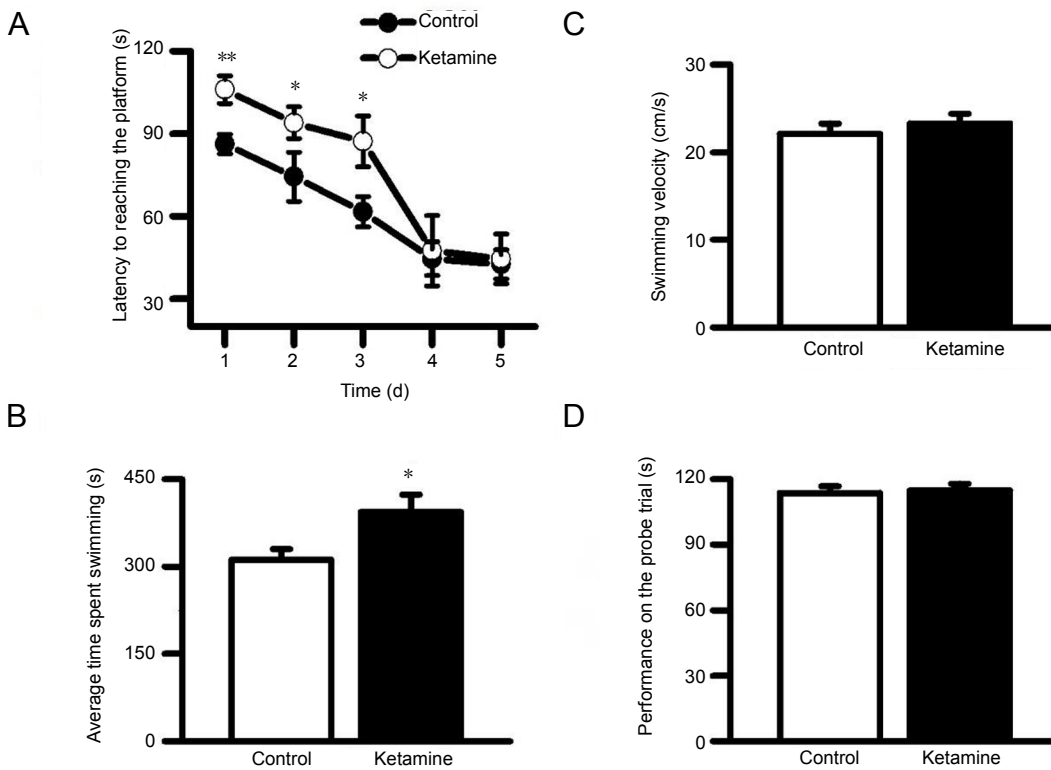 A
Latency to reaching the platform (s)
120
90
60
30
Control
Ketamine
**
*
*
1 2 3 4 5
Time (d)
C
Swimming velocity (cm/s)
30
20
10
0
Control Ketamine
B
Average time spent swimming (s)
450
300
150
0
*
Control Ketamine
D
Performance on the probe trial (s)
120
90
60
30
0
Control Ketamine